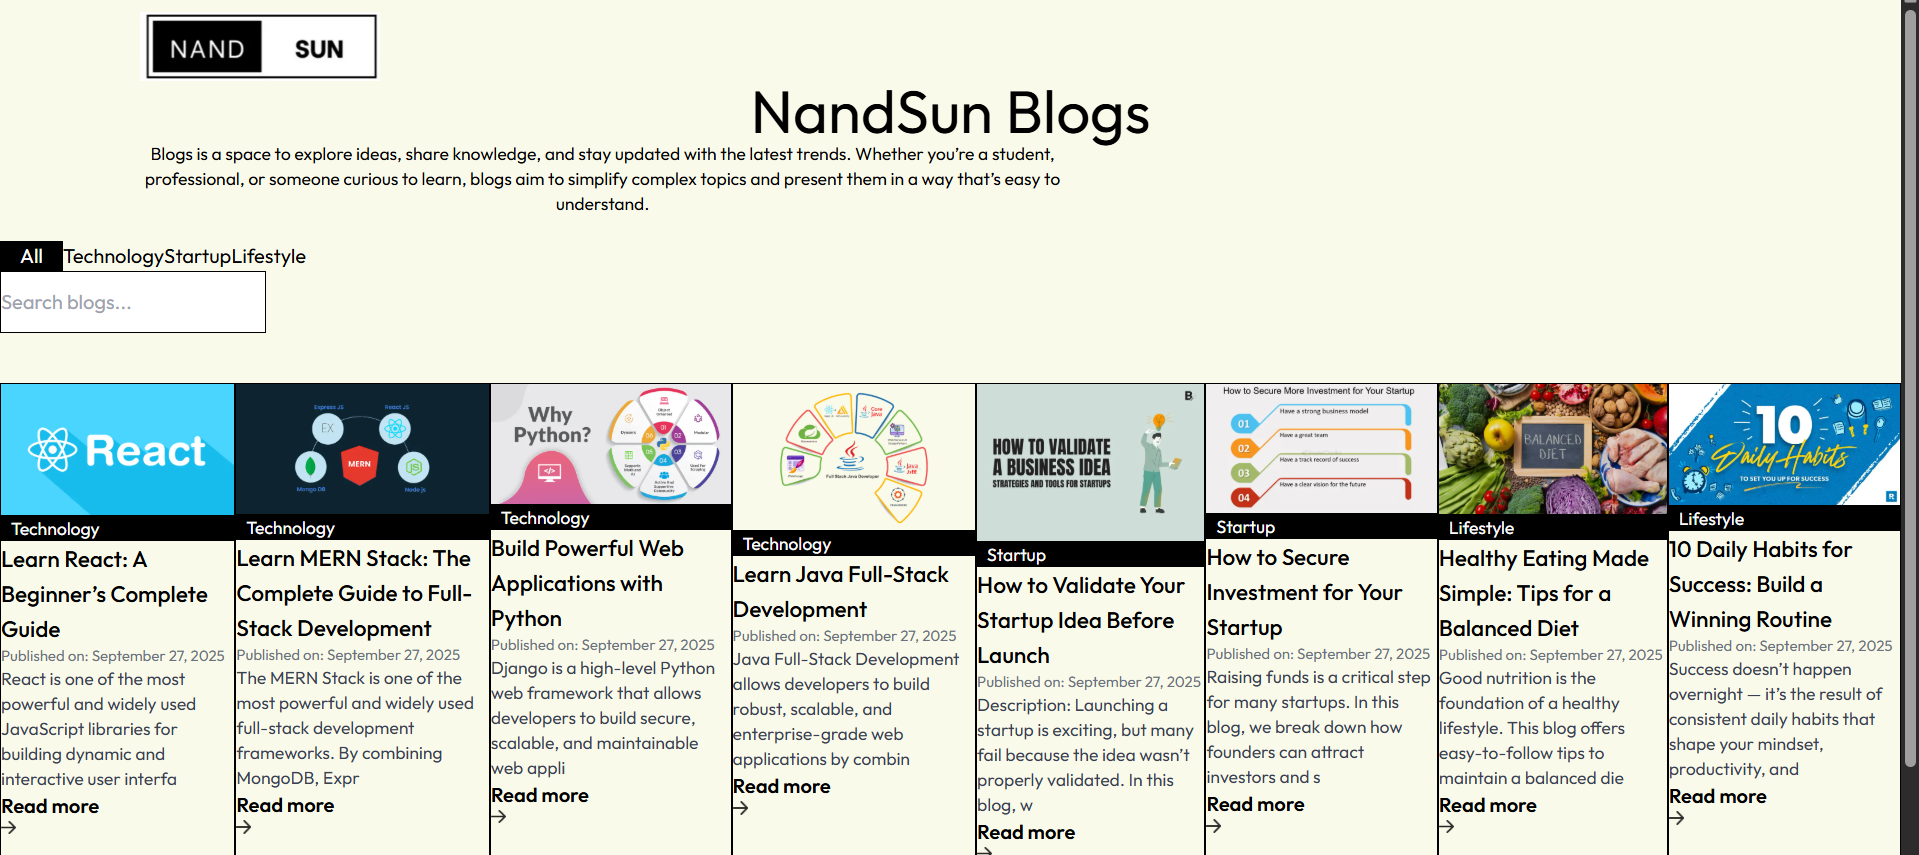 NAND SUN
NandSun Blogs
Blogs is a space to explore ideas, share knowledge, and stay updated with the latest trends. Whether you’re a student,
professional, or someone curious to learn, blogs aim to simplify complex topics and present them in a way that’s easy to
understand.
All Technology Startup Lifestyle
Search blogs...
React
Technology
Learn React: A
Beginner’s Complete
Guide
Published on: September 27, 2025
React is one of the most
powerful and widely used
JavaScript libraries for
building dynamic and
interactive user interfa
Read more
Express JS React JS
EX
MERN
Mongo DB Node js
Technology
Learn MERN Stack: The
Complete Guide to Full-
Stack Development
Published on: September 27, 2025
The MERN Stack is one of the
most powerful and widely used
full-stack development
frameworks. By combining
MongoDB, Expr
Read more
Why
Python?
Technology
Build Powerful Web
Applications with
Python
Published on: September 27, 2025
Django is a high-level Python
web framework that allows
developers to build secure,
scalable, and maintainable
web appli
Read more
Full Stack Java Developer
Technology
Learn Java Full-Stack
Development
Published on: September 27, 2025
Java Full-Stack Development
allows developers to build
robust, scalable, and
enterprise-grade web
applications by combin
Read more
B
HOW TO VALIDATE
A BUSINESS IDEA
STRATEGIES AND TOOLS FOR STARTUPS
Startup
How to Validate Your
Startup Idea Before
Launch
Published on: September 27, 2025
Description: Launching a
startup is exciting, but many
fail because the idea wasn’t
properly validated. In this
blog, w
Read more
How to Secure More Investment for Your Startup
01 Have a strong business model
02 Have a great team
03 Have a track record of success
04 Have a clear vision for the future
Startup
How to Secure
Investment for Your
Startup
Published on: September 27, 2025
Raising funds is a critical step
for many startups. In this
blog, we break down how
founders can attract
investors and s
Read more
BALANCED
DIET
Lifestyle
Healthy Eating Made
Simple: Tips for a
Balanced Diet
Published on: September 27, 2025
Good nutrition is the
foundation of a healthy
lifestyle. This blog offers
easy-to-follow tips to
maintain a balanced die
Read more
10
Daily Habits
TO SET YOU UP FOR SUCCESS
Lifestyle
10 Daily Habits for
Success: Build a
Winning Routine
Published on: September 27, 2025
Success doesn’t happen
overnight — it’s the result of
consistent daily habits that
shape your mindset,
productivity, and
Read more